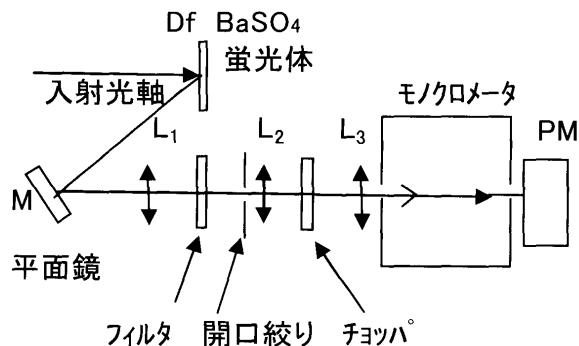 Df BaSO₄
蛍光体
入射光軸
モノクロメータ
L₁ L₂ L₃
PM
M
平面鏡
フィルタ 開口絞り チョッパ゜